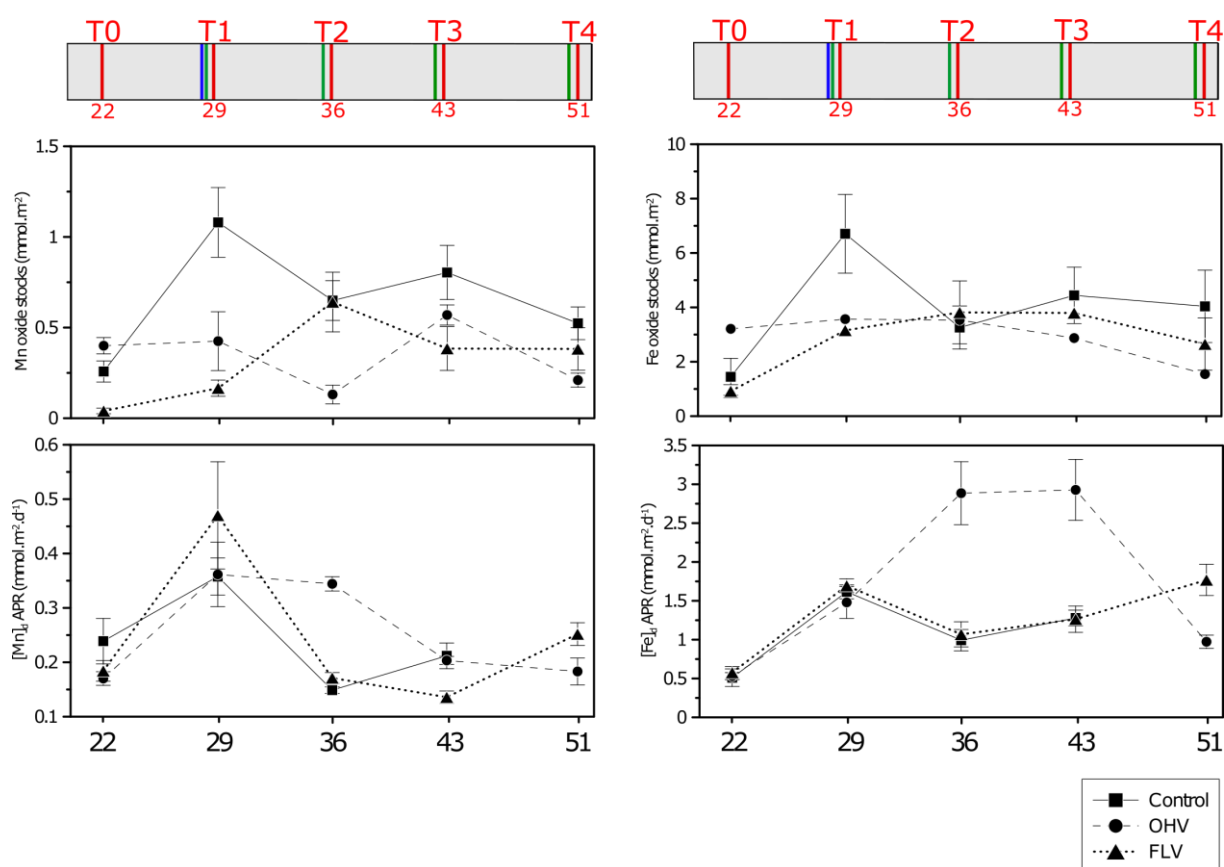 T0 T1 T2 T3 T4
22 29 36 43 51
T0 T1 T2 T3 T4
22 29 36 43 51
Mn oxide stocks (mmol.m⁻²)
1.5
1
0.5
0
Fe oxide stocks (mmol.m⁻²)
10
8
6
4
2
0
[Mn]d APR (mmol.m⁻².d⁻¹)
0.6
0.5
0.4
0.3
0.2
0.1
22 29 36 43 51
[Fe]d APR (mmol.m⁻².d⁻¹)
3.5
3
2.5
2
1.5
1
0.5
0
22 29 36 43 51
Control
OHV
FLV